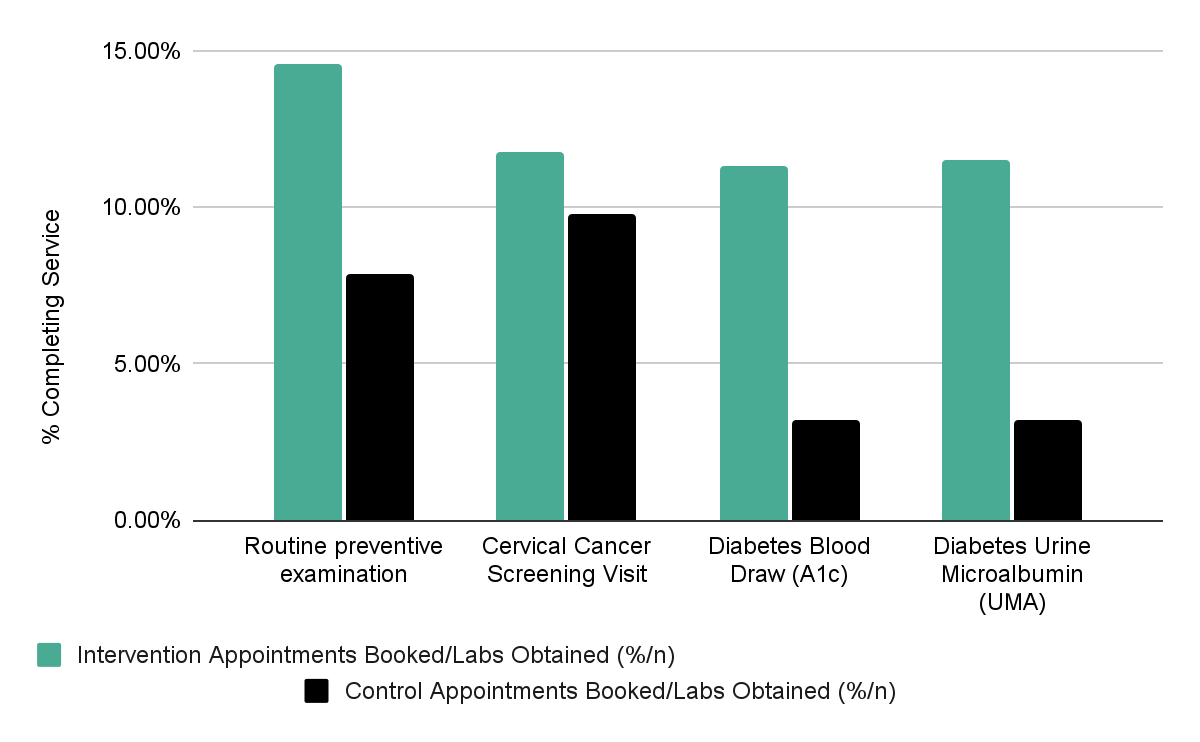 15.00%
10.00%
5.00%
0.00%
% Completing Service
Routine preventive
examination
Cervical Cancer
Screening Visit
Diabetes Blood
Draw (A1c)
Diabetes Urine
Microalbumin
(UMA)
Intervention Appointments Booked/Labs Obtained (%/n)
Control Appointments Booked/Labs Obtained (%/n)